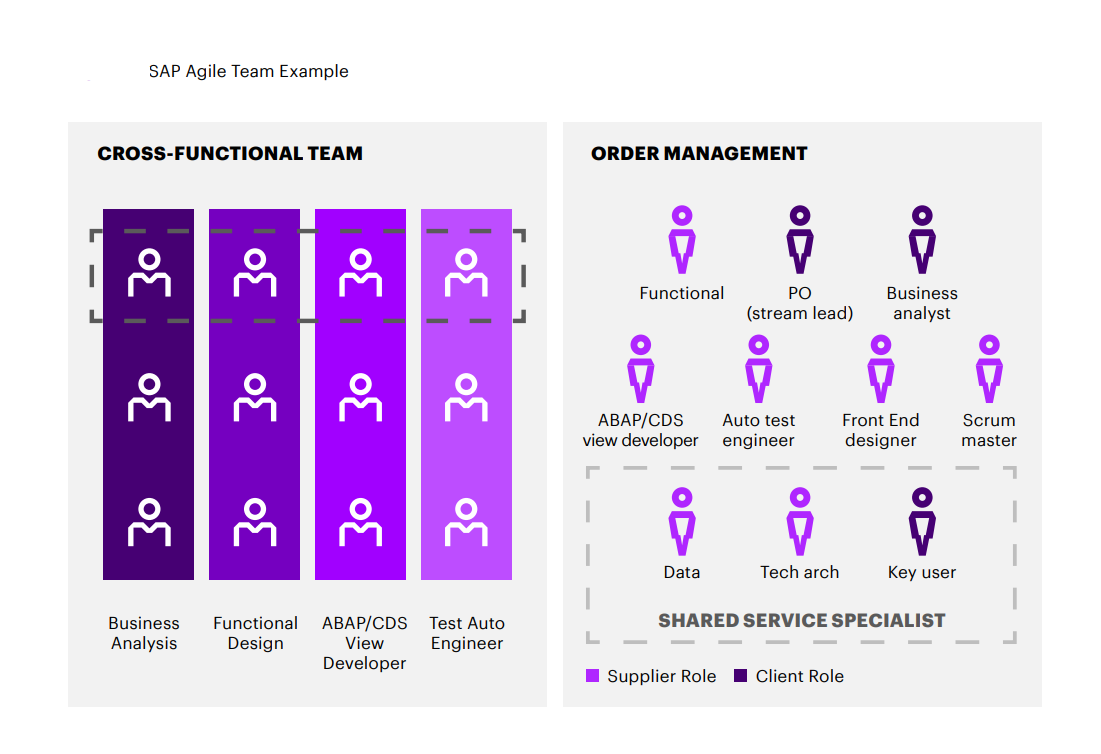 SAP Agile Team Example
CROSS-FUNCTIONAL TEAM
Business
Analysis
Functional
Design
ABAP/CDS
View
Developer
Test Auto
Engineer
ORDER MANAGEMENT
Functional
PO
(stream lead)
Business
analyst
ABAP/CDS
view developer
Auto test
engineer
Front End
designer
Scrum
master
Data
Tech arch
Key user
SHARED SERVICE SPECIALIST
Supplier Role
Client Role